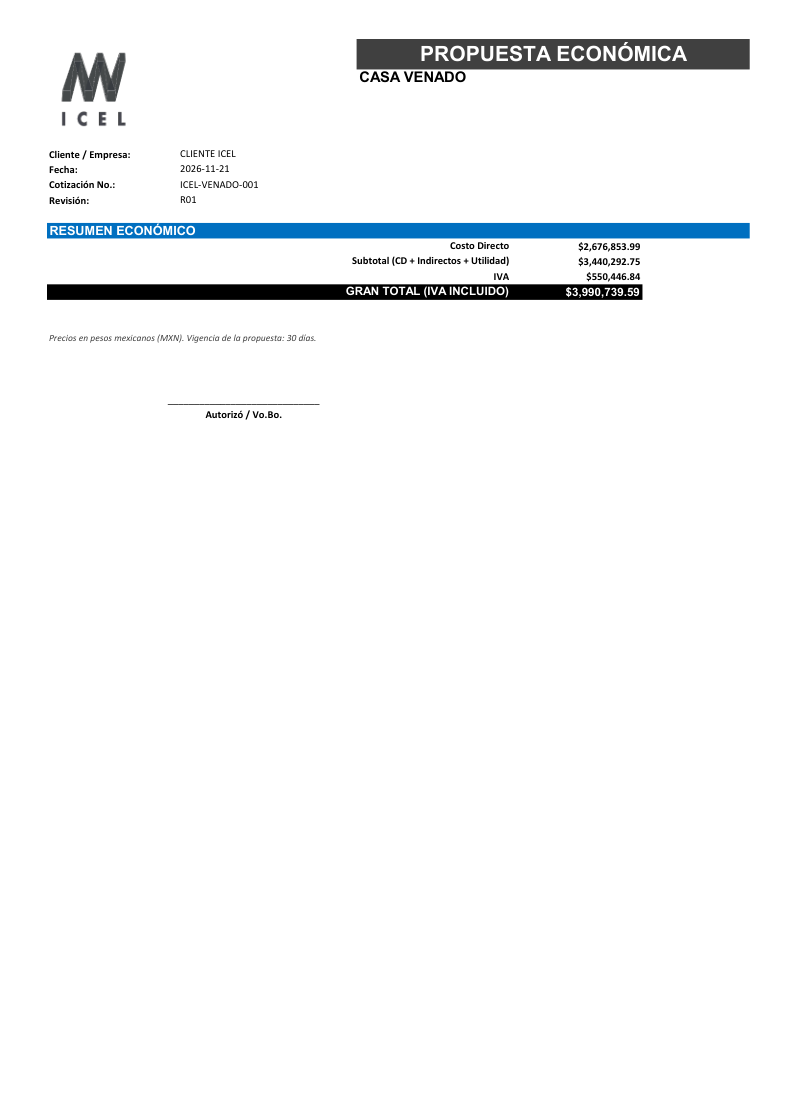 PROPUESTA ECONÓMICA
CASA VENADO
ICEL
Cliente / Empresa: CLIENTE ICEL
Fecha: 2026-11-21
Cotización No.: ICEL-VENADO-001
Revisión: R01
RESUMEN ECONÓMICO
Costo Directo $2,676,853.99
Subtotal (CD + Indirectos + Utilidad) $3,440,292.75
IVA $550,446.84
GRAN TOTAL (IVA INCLUIDO) $3,990,739.59
Precios en pesos mexicanos (MXN). Vigencia de la propuesta: 30 días.
Autorizó / Vo.Bo.